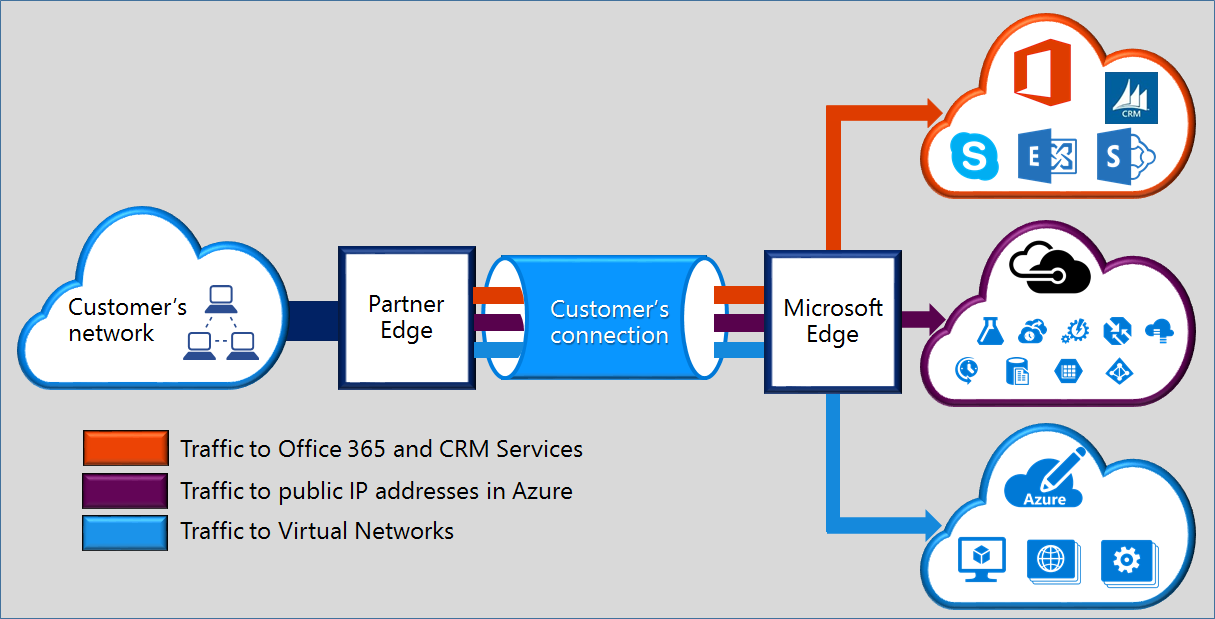 CRM
S
E
S
Customer's
network
Partner
Edge
Customer's
connection
Microsoft
Edge
Traffic to Office 365 and CRM Services
Traffic to public IP addresses in Azure
Traffic to Virtual Networks
Azure